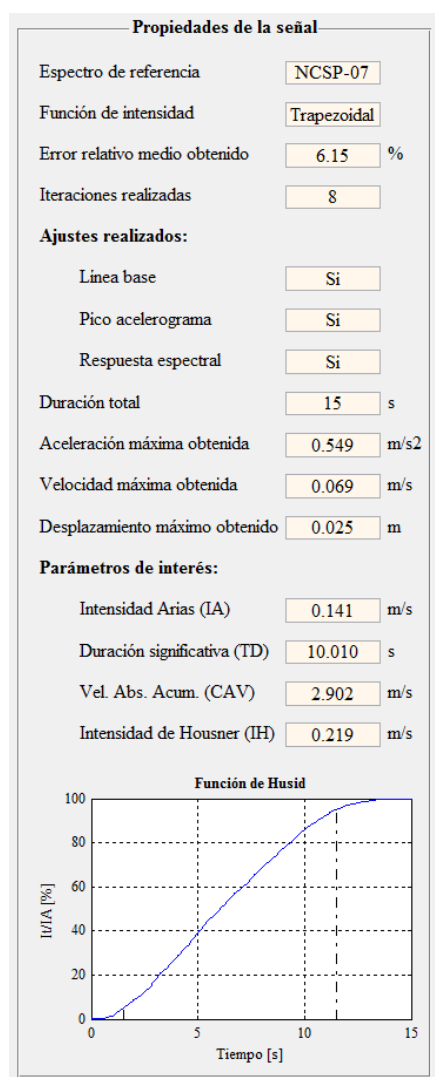 Propiedades de la señal
Espectro de referencia NCSP-07
Función de intensidad Trapezoidal
Error relativo medio obtenido 6.15 %
Iteraciones realizadas 8
Ajustes realizados:
Línea base Si
Pico acelerograma Si
Respuesta espectral Si
Duración total 15 s
Aceleración máxima obtenida 0.549 m/s2
Velocidad máxima obtenida 0.069 m/s
Desplazamiento máximo obtenido 0.025 m
Parámetros de interés:
Intensidad Arias (IA) 0.141 m/s
Duración significativa (TD) 10.010 s
Vel. Abs. Acum. (CAV) 2.902 m/s
Intensidad de Housner (IH) 0.219 m/s
Función de Husid
100
80
60
40
20
0
It/IA [%]
0 5 10 15
Tiempo [s]